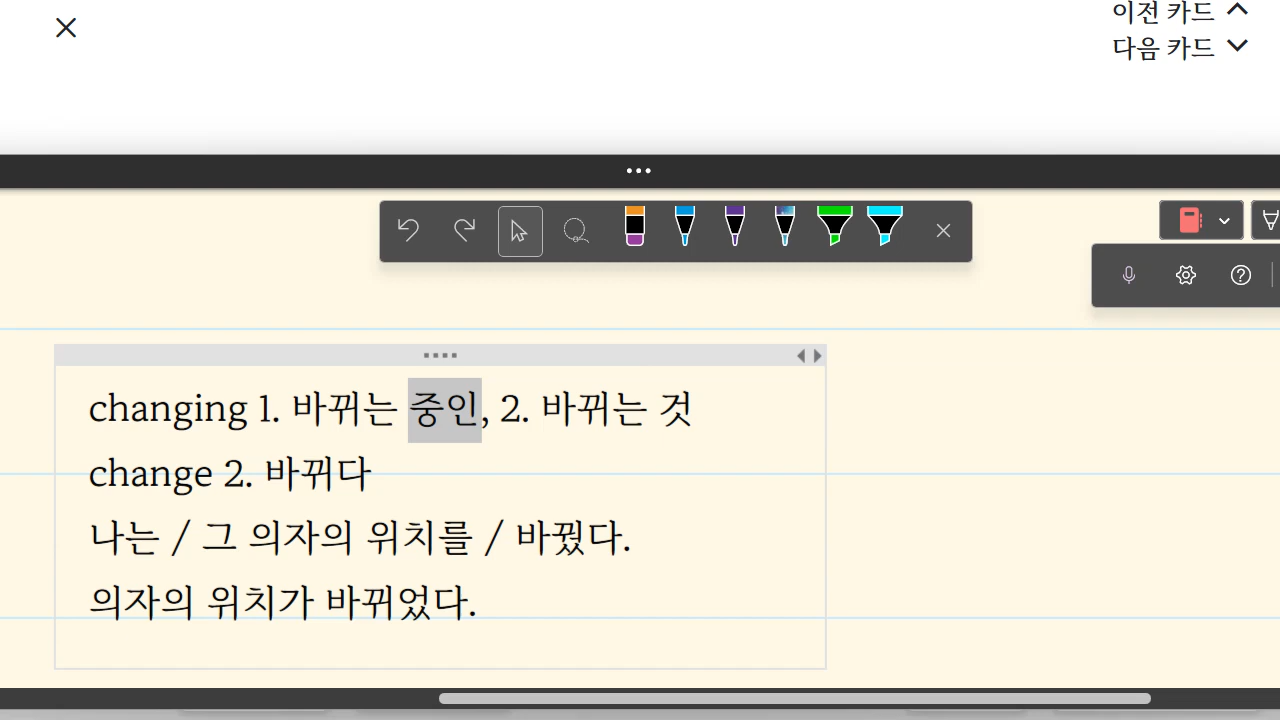 이전 카드
다음 카드
changing 1. 바뀌는 중인, 2. 바뀌는 것
change 2. 바뀌다
나는 / 그 의자의 위치를 / 바꿨다.
의자의 위치가 바뀌었다.